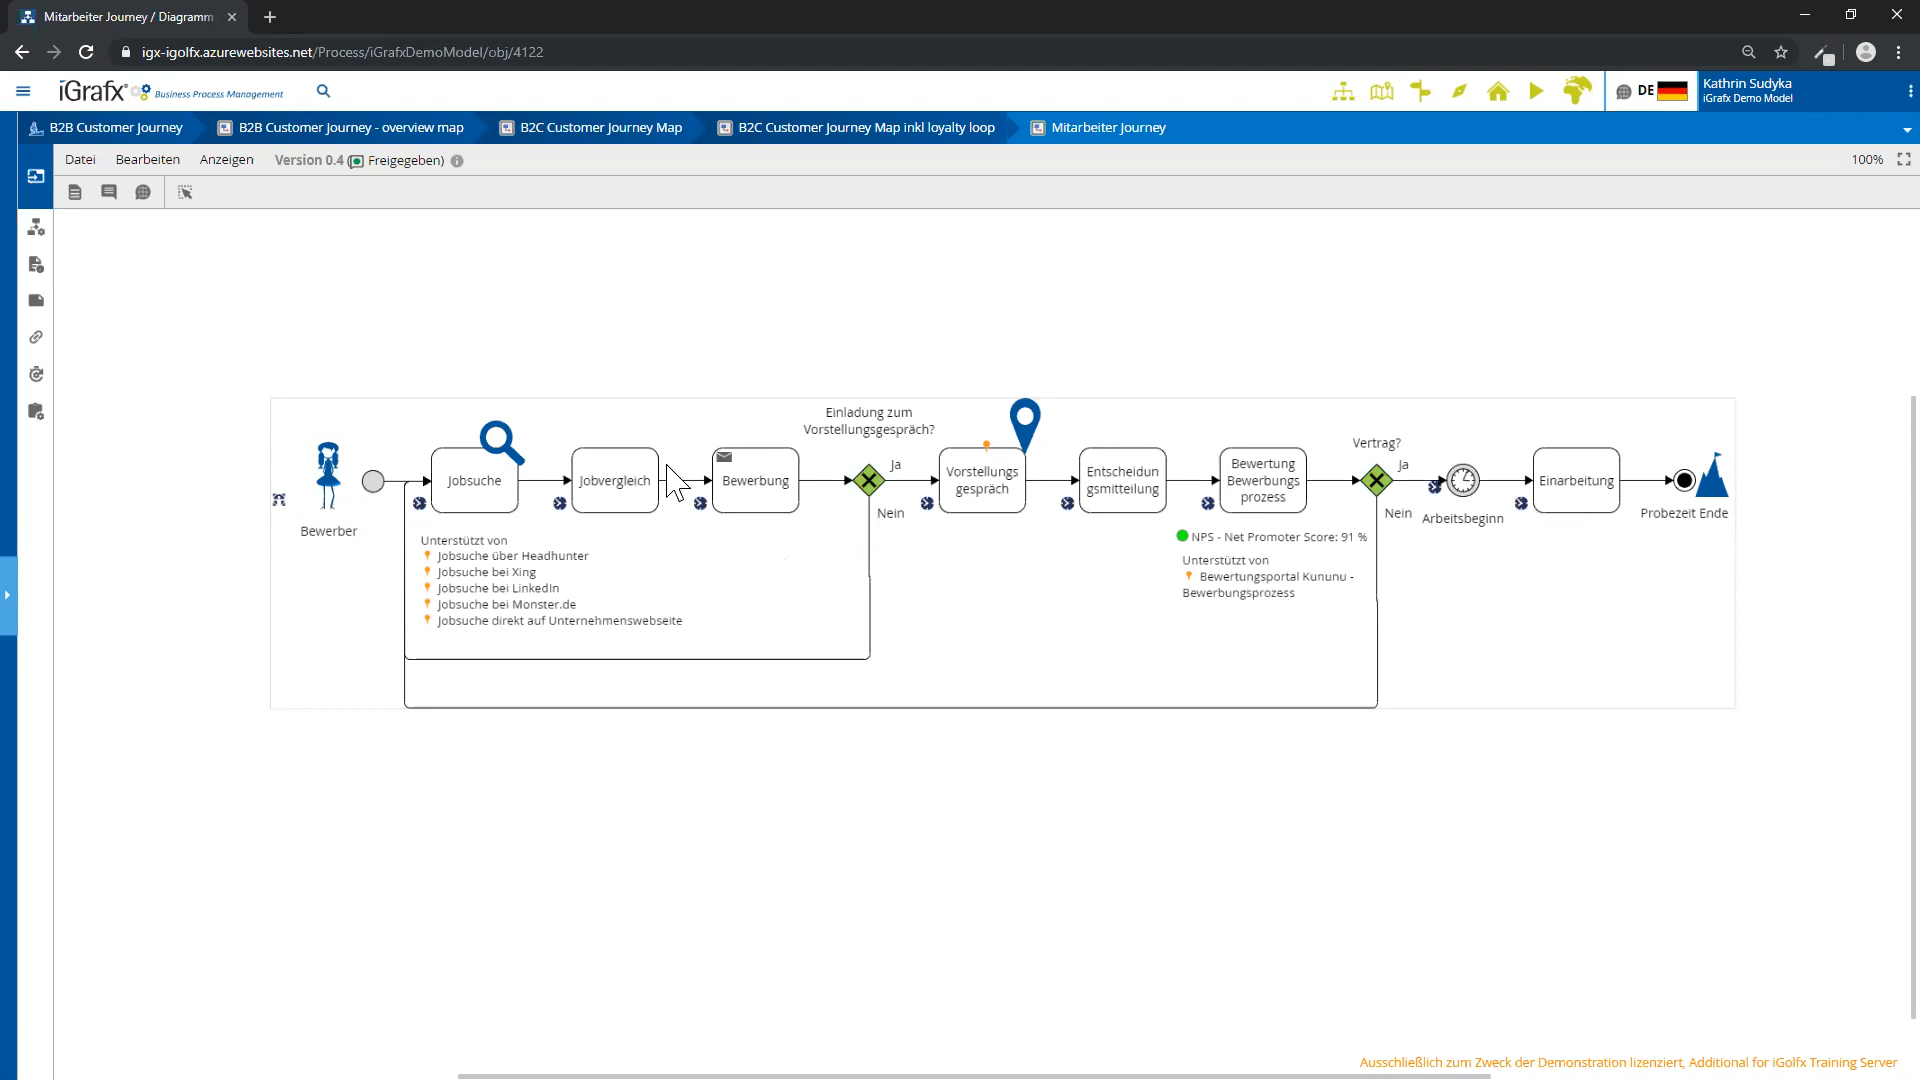 Mitarbeiter Journey / Diagramm
igx-igolfx.azurewebsites.net/Process/iGrafxDemoModel/obj/4122
iGrafx Business Process Management
DE
Kathrin Sudyka
iGrafx Demo Model
B2B Customer Journey
B2B Customer Journey - overview map
B2C Customer Journey Map
B2C Customer Journey Map inkl loyalty loop
Mitarbeiter Journey
Datei
Bearbeiten
Anzeigen
Version 0.4 ( Freigegeben)
100%
Einladung zum
Vorstellungsgespräch?
Bewerber
Jobsuche
Jobvergleich
Bewerbung
Ja
Nein
Vorstellungs
gespräch
Entscheidun
gsmitteilung
Bewertung
Bewerbungs
prozess
Vertrag?
Ja
Nein
Arbeitsbeginn
Einarbeitung
Probezeit Ende
Unterstützt von
Jobsuche über Headhunter
Jobsuche bei Xing
Jobsuche bei LinkedIn
Jobsuche bei Monster.de
Jobsuche direkt auf Unternehmenswebseite
NPS - Net Promoter Score: 91 %
Unterstützt von
Bewertungsportal Kununu -
Bewerbungsprozess
Ausschließlich zum Zweck der Demonstration lizenziert, Additional for iGolfx Training Server